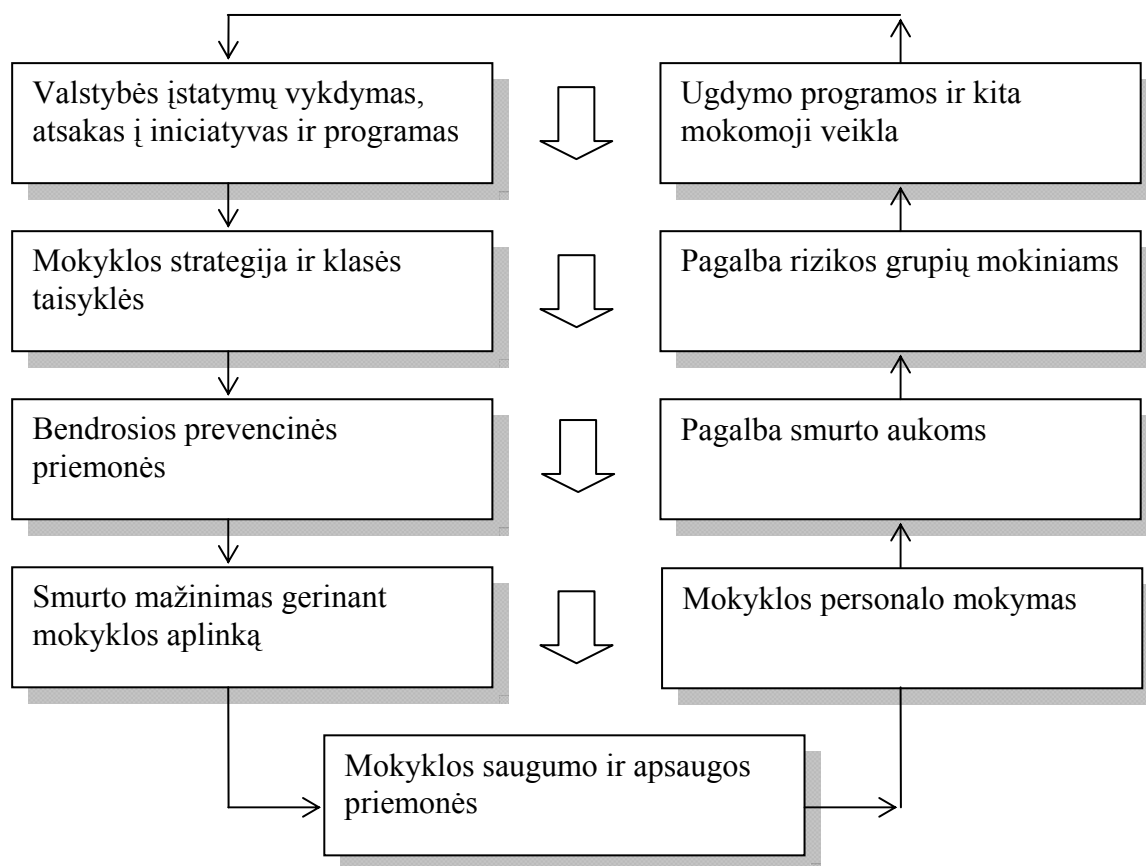 Valstybės įstatymų vykdymas,
atsakas į iniciatyvas ir programas
Mokyklos strategija ir klasės
taisyklės
Bendrosios prevencinės
priemonės
Smurto mažinimas gerinant
mokyklos aplinką
Mokyklos saugumo ir apsaugos
priemonės
Mokyklos personalo mokymas
Pagalba smurto aukoms
Pagalba rizikos grupių mokiniams
Ugdymo programos ir kita
mokomoji veikla